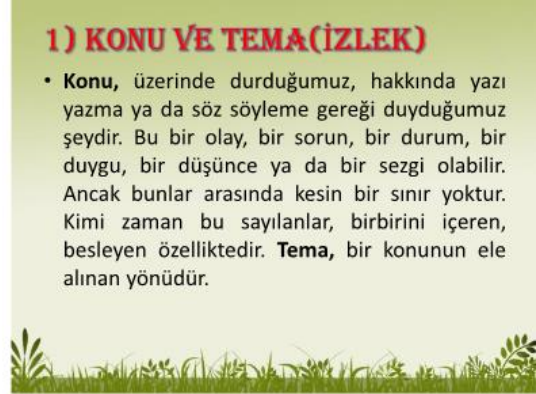 1) KONU VE TEMA(İZLEK)
• Konu, üzerinde durduğumuz, hakkında yazı
yazma ya da söz söyleme gereği duyduğumuz
şeydir. Bu bir olay, bir sorun, bir durum, bir
duygu, bir düşünce ya da bir sezgi olabilir.
Ancak bunlar arasında kesin bir sınır yoktur.
Kimi zaman bu sayılanlar, birbirini içeren,
besleyen özelliktedir. Tema, bir konunun ele
alınan yönüdür.